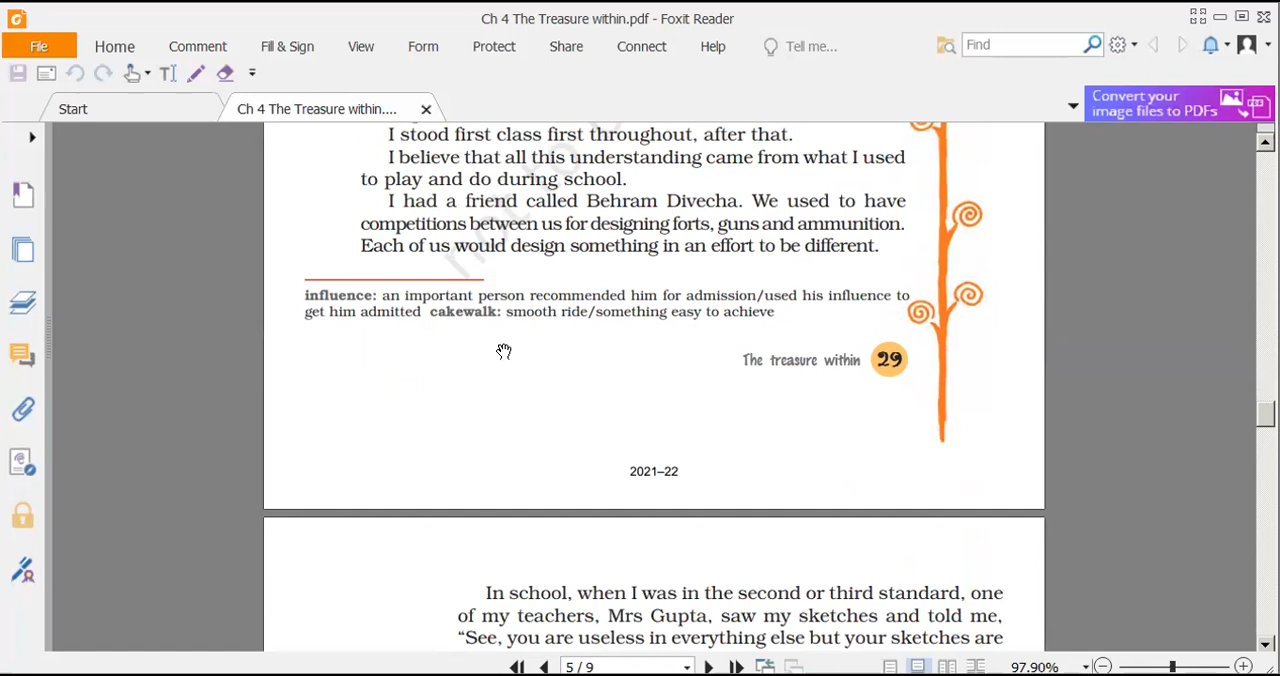 Ch 4 The Treasure within.pdf - Foxit Reader
File Home Comment Fill & Sign View Form Protect Share Connect Help Tell me... Find
Start Ch 4 The Treasure within.... Convert your
image files to PDFs
I stood first class first throughout, after that.
I believe that all this understanding came from what I used
to play and do during school.
I had a friend called Behram Divecha. We used to have
competitions between us for designing forts, guns and ammunition.
Each of us would design something in an effort to be different.
influence: an important person recommended him for admission/used his influence to
get him admitted cakewalk: smooth ride/something easy to achieve
The treasure within 29
2021–22
In school, when I was in the second or third standard, one
of my teachers, Mrs Gupta, saw my sketches and told me,
“See, you are useless in everything else but your sketches are
5 / 9 97.90%